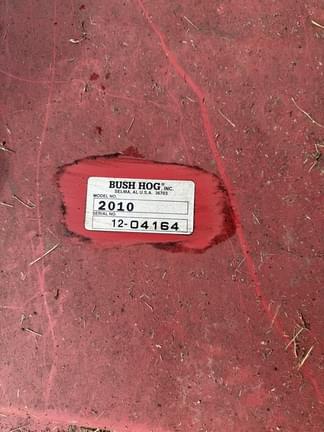 BUSH HOG® INC.
SELMA, AL U.S.A. 36703
MODEL NO.
2010
SERIAL NO.
12-04164